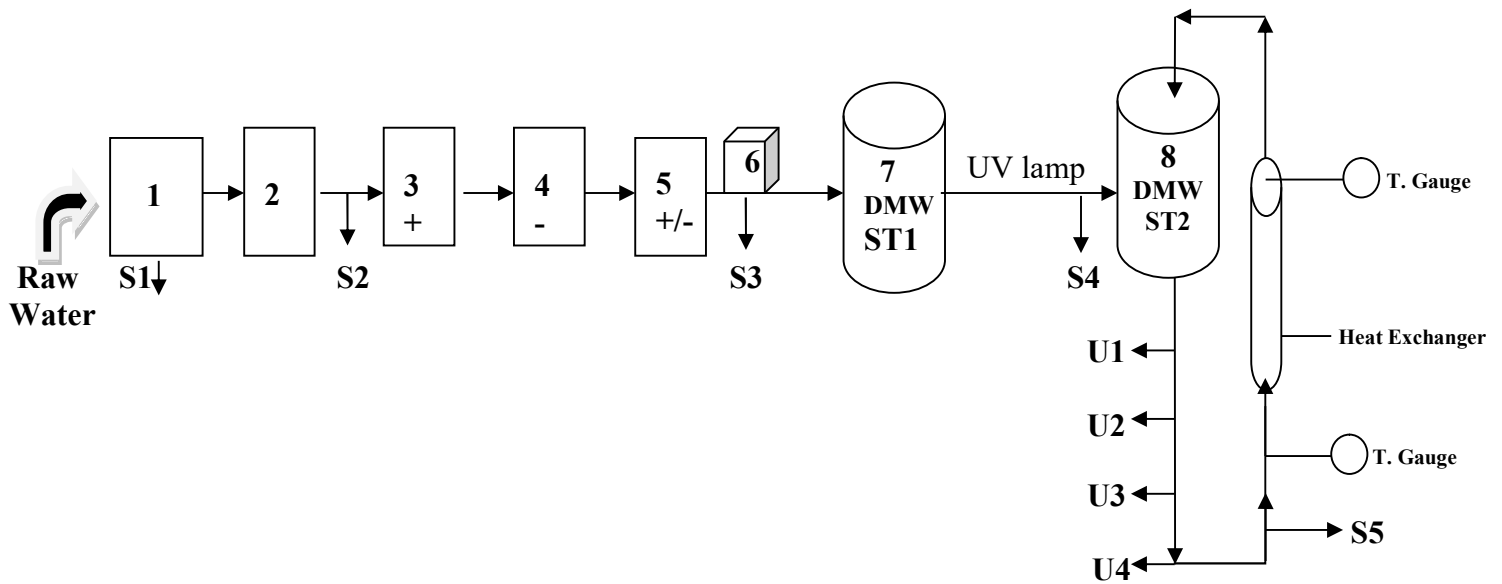 Raw
Water
1
S1
2
S2
3
+
4
-
5
+/-
6
S3
7
DMW
ST1
UV lamp
S4
8
DMW
ST2
T. Gauge
Heat Exchanger
T. Gauge
U1
U2
U3
U4
S5